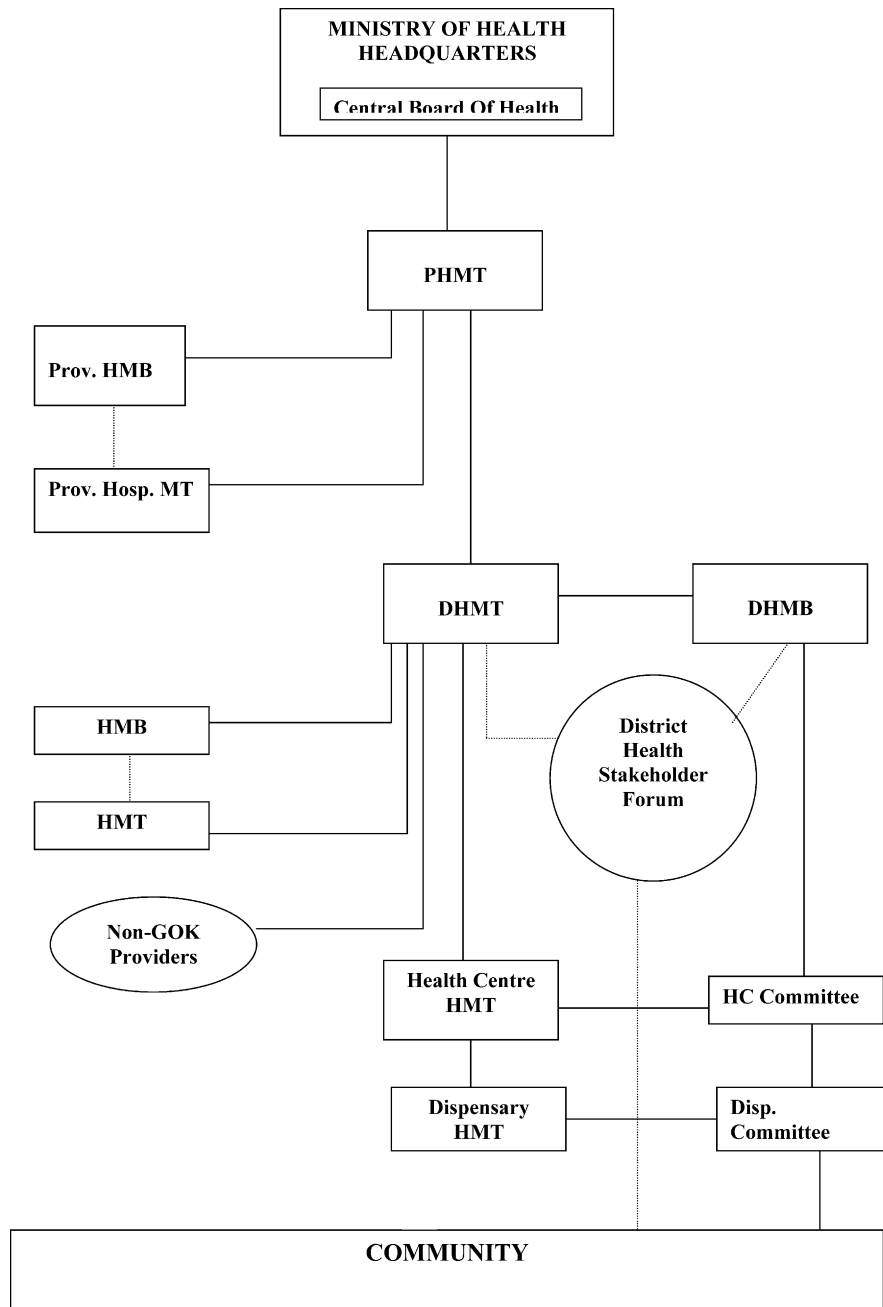 MINISTRY OF HEALTH
HEADQUARTERS
Central Board Of Health
PHMT
Prov. HMB
Prov. Hosp. MT
DHMT
DHMB
HMB
HMT
District
Health
Stakeholder
Forum
Non-GOK
Providers
Health Centre
HMT
HC Committee
Dispensary
HMT
Disp.
Committee
COMMUNITY